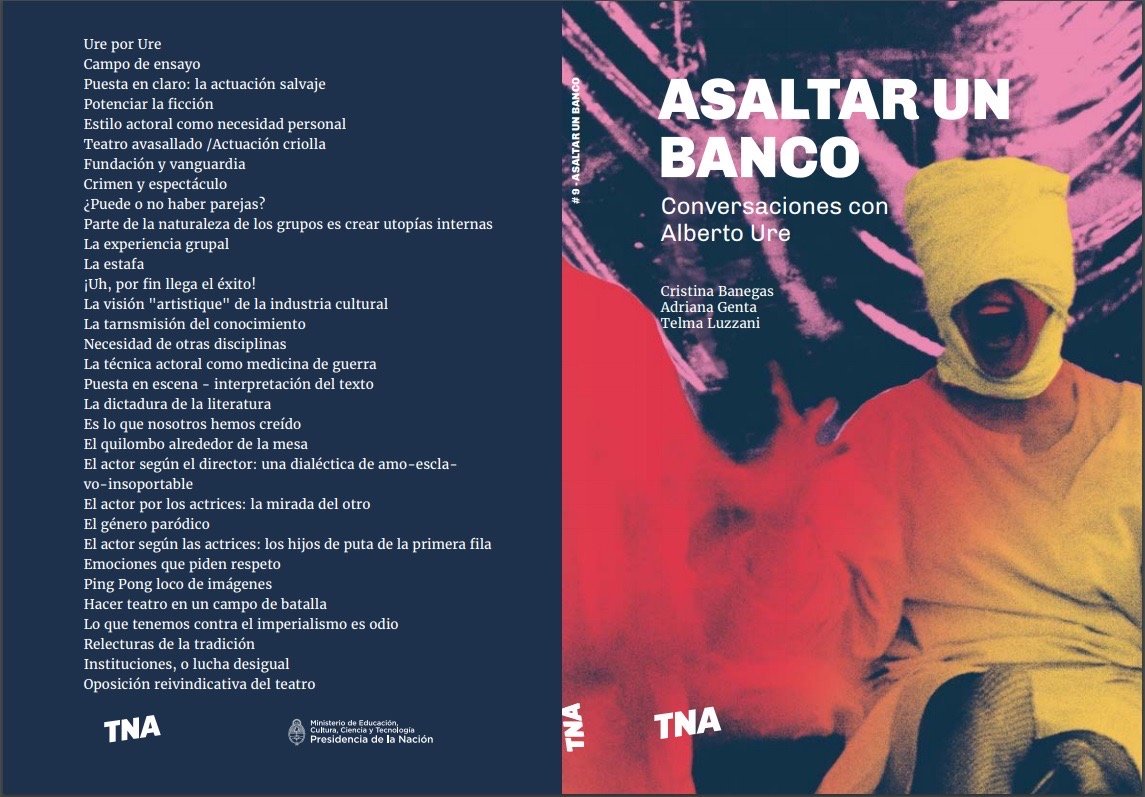 Ure por Ure
Campo de ensayo
Puesta en claro: la actuación salvaje
Potenciar la ficción
Estilo actoral como necesidad personal
Teatro avasallado /Actuación criolla
Fundación y vanguardia
Crimen y espectáculo
¿Puede o no haber parejas?
Parte de la naturaleza de los grupos es crear utopías internas
La experiencia grupal
La estafa
¡Uh, por fin llega el éxito!
La visión "artistique" de la industria cultural
La tarnsmisión del conocimiento
Necesidad de otras disciplinas
La técnica actoral como medicina de guerra
Puesta en escena - interpretación del texto
La dictadura de la literatura
Es lo que nosotros hemos creído
El quilombo alrededor de la mesa
El actor según el director: una dialéctica de amo-escla-
vo-insoportable
El actor por los actrices: la mirada del otro
El género paródico
El actor según las actrices: los hijos de puta de la primera fila
Emociones que piden respeto
Ping Pong loco de imágenes
Hacer teatro en un campo de batalla
Lo que tenemos contra el imperialismo es odio
Relecturas de la tradición
Instituciones, o lucha desigual
Oposición reivindicativa del teatro
TNA
Ministerio de Educación,
Cultura, Ciencia y Tecnología
Presidencia de la Nación
# 9 - ASALTAR UN BANCO
TNA
ASALTAR UN
BANCO
Conversaciones con
Alberto Ure
Cristina Banegas
Adriana Genta
Telma Luzzani
TNA